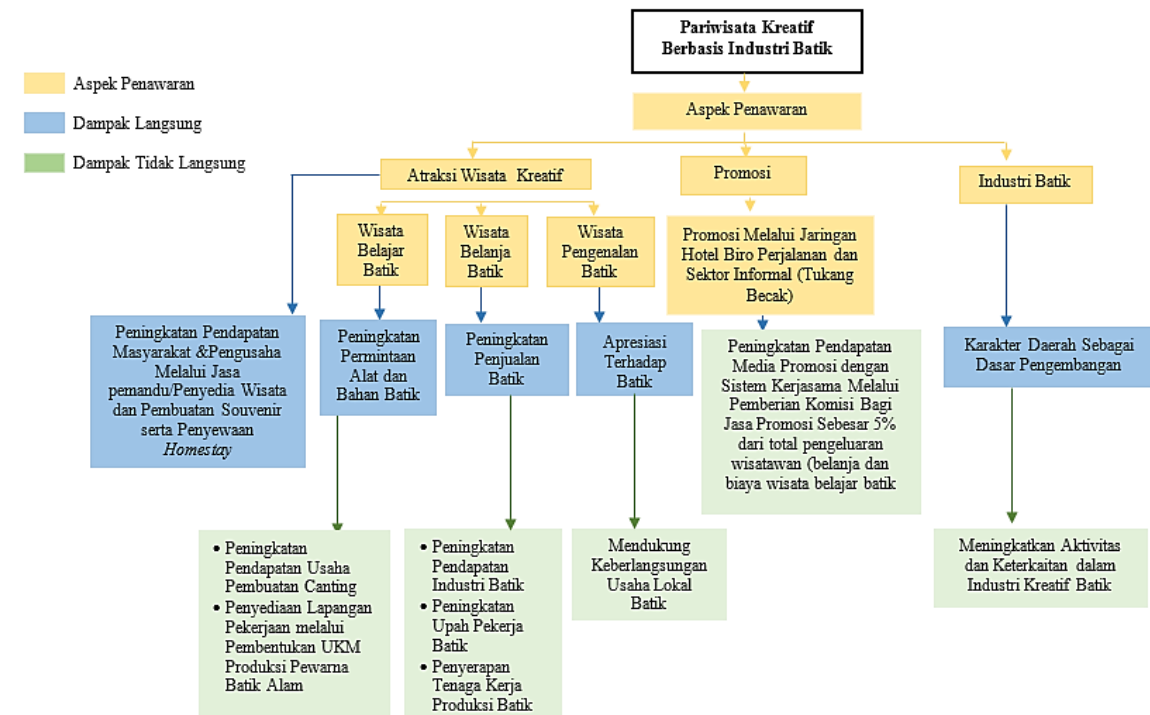 Pariwisata Kreatif
Berbasis Industri Batik
Aspek Penawaran
Dampak Langsung
Dampak Tidak Langsung
Aspek Penawaran
Atraksi Wisata Kreatif
Promosi
Industri Batik
Wisata
Belajar
Batik
Wisata
Belanja
Batik
Wisata
Pengenalan
Batik
Promosi Melalui Jaringan
Hotel Biro Perjalanan dan
Sektor Informal (Tukang
Becak)
Peningkatan Pendapatan
Masyarakat &Pengusaha
Melalui Jasa
pemandu/Penyedia Wisata
dan Pembuatan Souvenir
serta Penyewaan
Homestay
Peningkatan
Permintaan
Alat dan
Bahan Batik
Peningkatan
Penjualan
Batik
Apresiasi
Terhadap
Batik
Peningkatan Pendapatan
Media Promosi dengan
Sistem Kerjasama Melalui
Pemberian Komisi Bagi
Jasa Promosi Sebesar 5%
dari total pengeluaran
wisatawan (belanja dan
biaya wisata belajar batik
Karakter Daerah Sebagai
Dasar Pengembangan
• Peningkatan
Pendapatan Usaha
Pembuatan Canting
• Penyediaan Lapangan
Pekerjaan melalui
Pembentukan UKM
Produksi Pewarna
Batik Alam
• Peningkatan
Pendapatan
Industri Batik
• Peningkatan
Upah Pekerja
Batik
• Penyerapan
Tenaga Kerja
Produksi Batik
Mendukung
Keberlangsungan
Usaha Lokal
Batik
Meningkatkan Aktivitas
dan Keterkaitan dalam
Industri Kreatif Batik